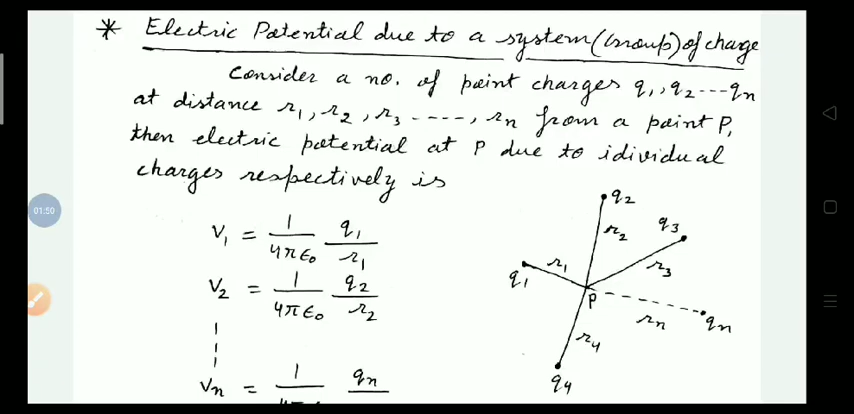 * Electric Potential due to a system (Group) of charge
Consider a no. of point charges q₁, q₂ ---qn
at distance r₁, r₂, r₃ ----, rn from a point P,
then electric potential at P due to idividual
charges respectively is
V₁ = 1/4πϵ₀ q₁/r₁
V₂ = 1/4πϵ₀ q₂/r₂
Vn = 1/4πϵ₀ qn
q₂
r₂
q₃
r₃
q₁
r₁
P
rn
qn
r₄
q₄
01:50